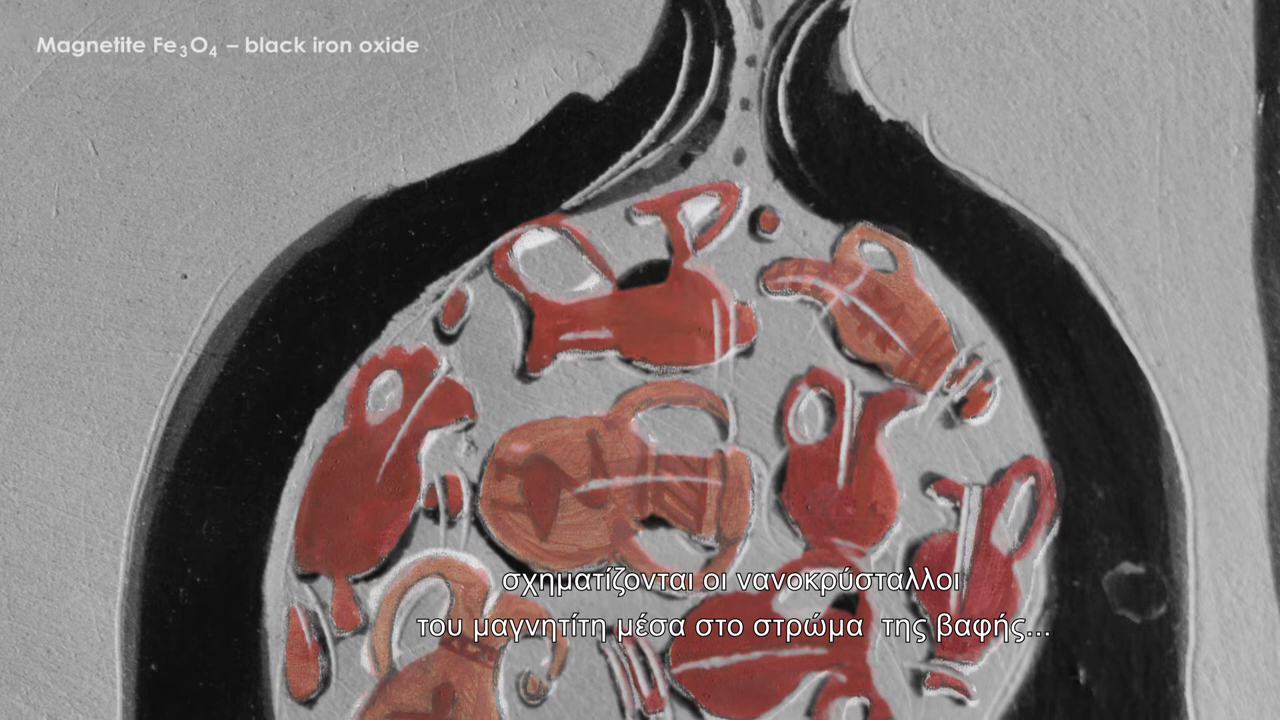 Magnetite Fe₃O₄ – black iron oxide
σχηματίζονται οι νανοκρύσταλλοι
του μαγνητίτη μέσα στο στρώμα της βαφής...